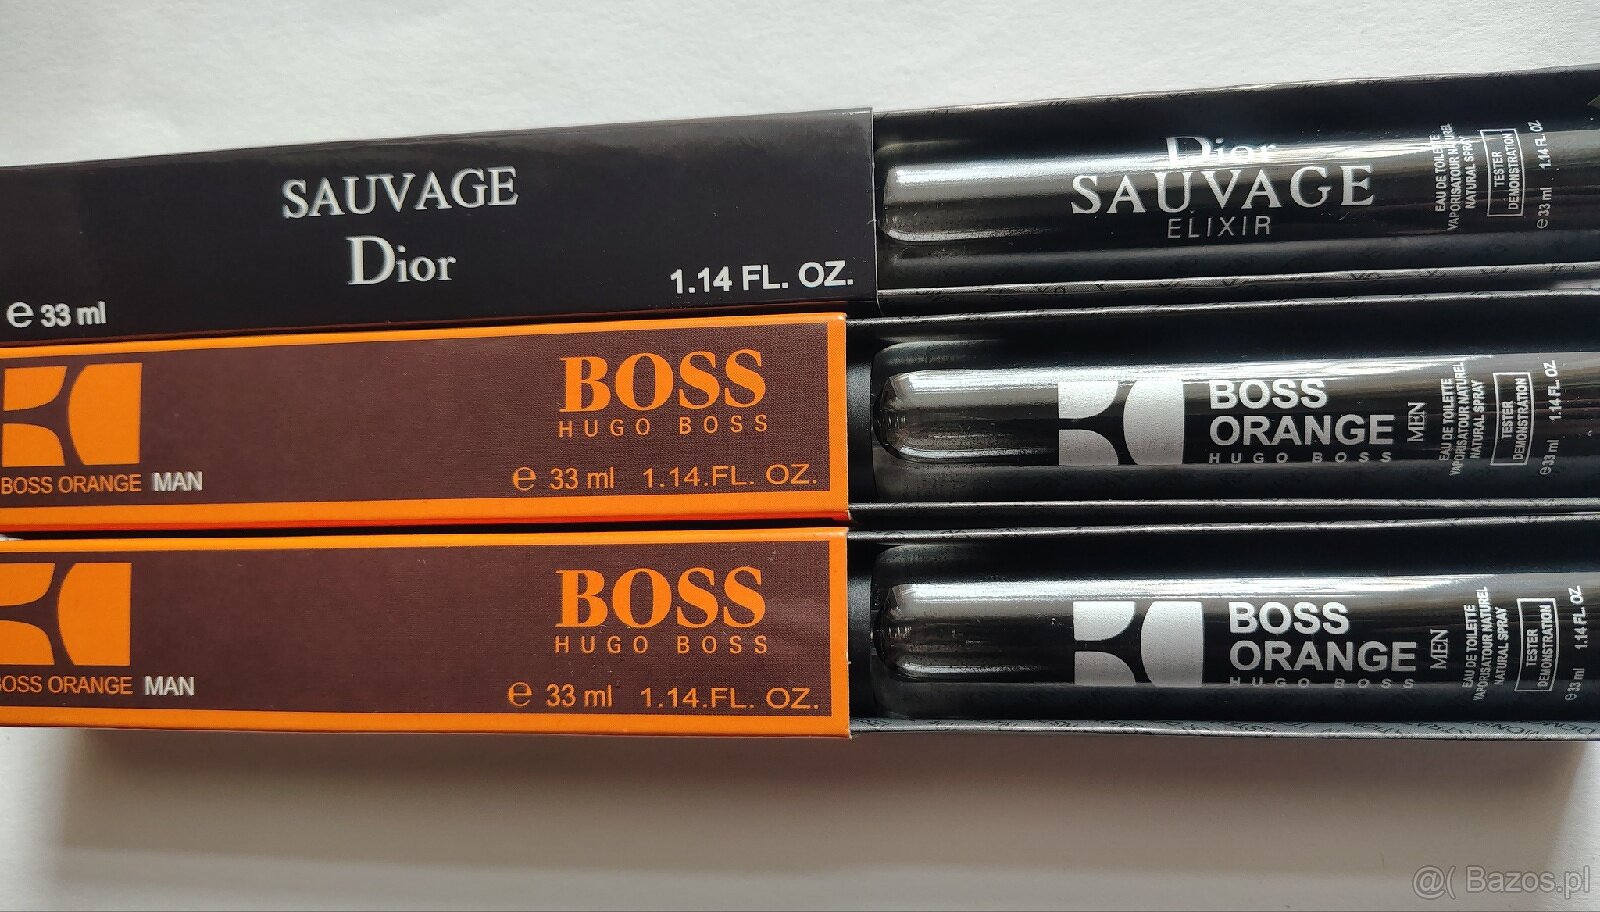 SAUVAGE
Dior
℮ 33 ml
1.14 FL. OZ.
Dior
SAUVAGE
ELIXIR
EAU DE TOILETTE
VAPORISATOUR NATUREL
NATURAL SPRAY
TESTER
DEMONSTRATION
℮33 ml 1.14 FL. OZ
BOSS ORANGE MAN
BOSS
HUGO BOSS
℮ 33 ml 1.14.FL. OZ.
BOSS
ORANGE MEN
HUGO BOSS
EAU DE TOILETTE
VAPORISATOUR NATUREL
NATURAL SPRAY
TESTER
DEMONSTRATION
℮33 ml 1.14 FL. OZ
BOSS ORANGE MAN
BOSS
HUGO BOSS
℮ 33 ml 1.14.FL. OZ.
BOSS
ORANGE MEN
HUGO BOSS
EAU DE TOILETTE
VAPORISATOUR NATUREL
NATURAL SPRAY
TESTER
DEMONSTRATION
℮33 ml 1.14 FL. OZ
@( Bazos.pl